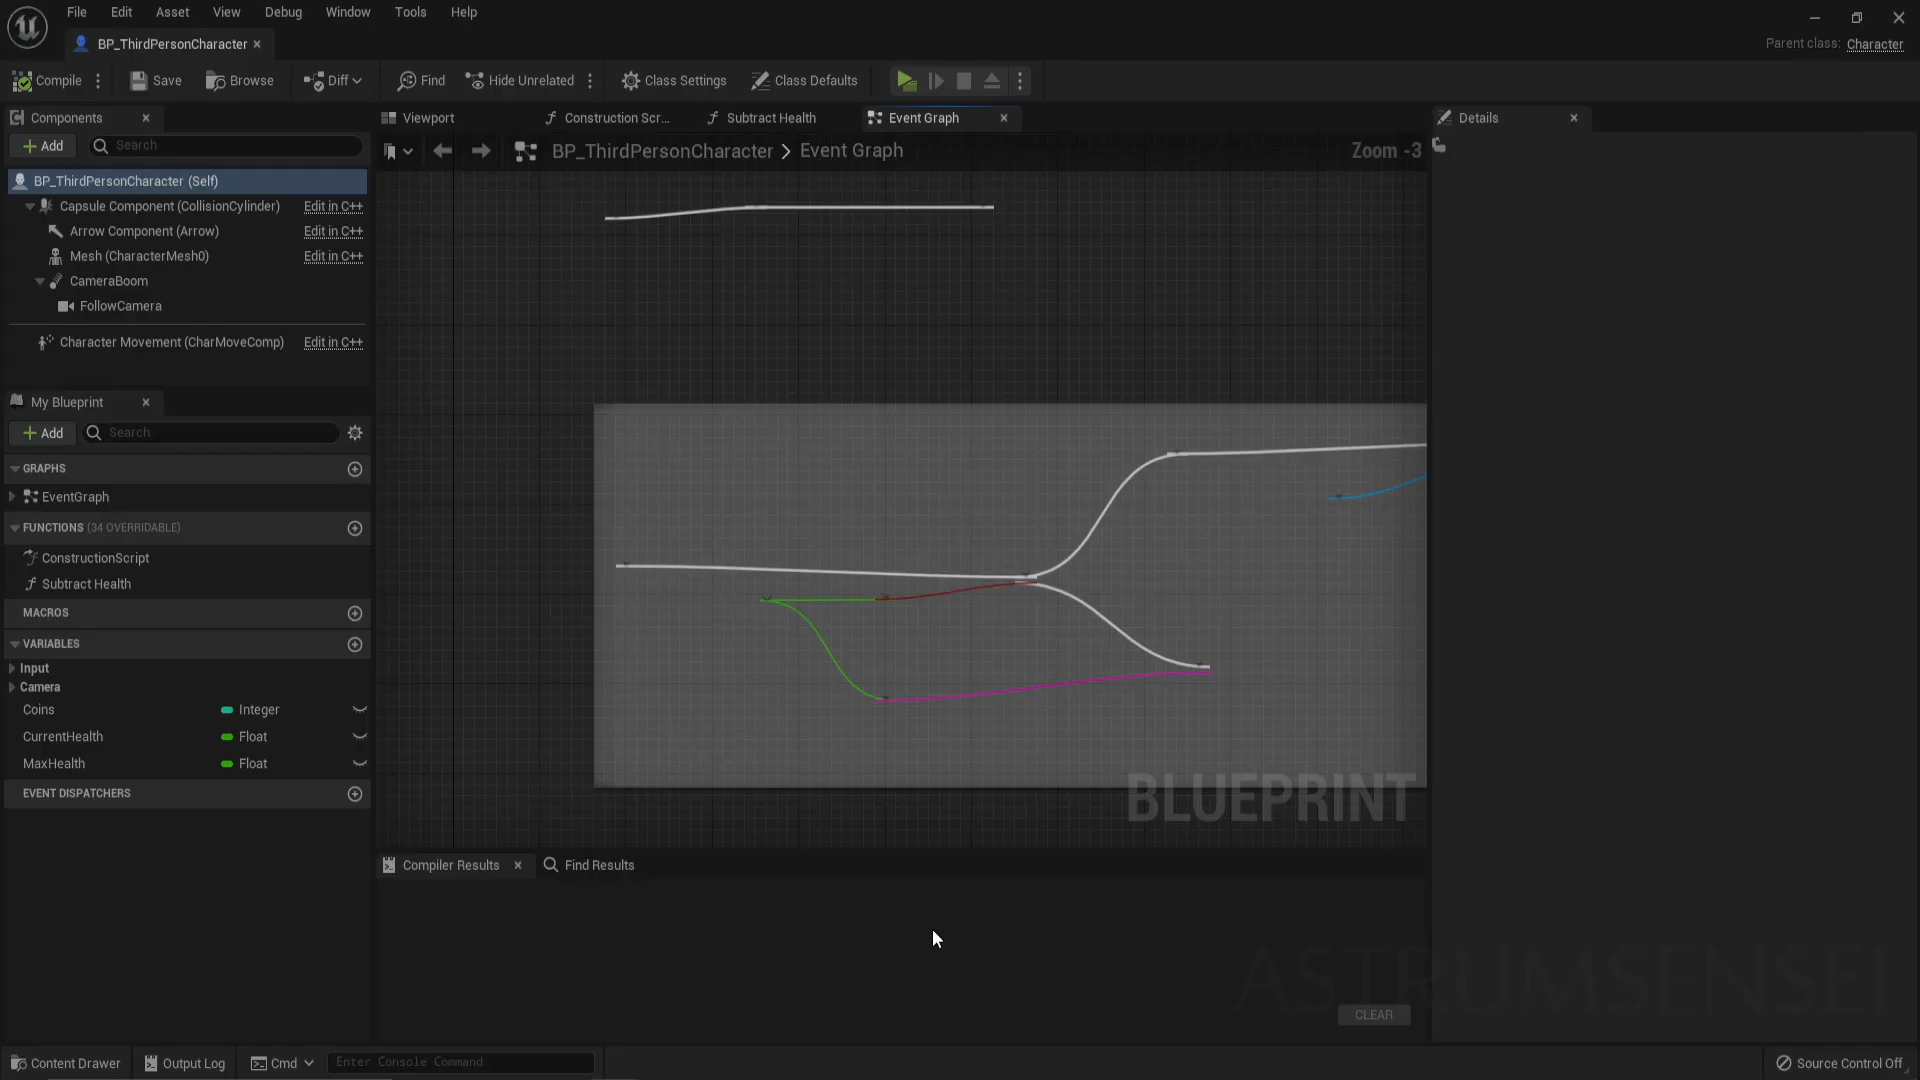 File Edit Asset View Debug Window Tools Help
BP_ThirdPersonCharacter
Parent class: Character
Compile Save Browse Diff Find Hide Unrelated Class Settings Class Defaults
Components
Viewport Construction Scr... Subtract Health Event Graph
Details
Add Search
BP_ThirdPersonCharacter > Event Graph
Zoom -3
BP_ThirdPersonCharacter (Self)
Capsule Component (CollisionCylinder) Edit in C++
Arrow Component (Arrow) Edit in C++
Mesh (CharacterMesh0) Edit in C++
CameraBoom
FollowCamera
Character Movement (CharMoveComp) Edit in C++
My Blueprint
Add Search
GRAPHS
EventGraph
FUNCTIONS (34 OVERRIDABLE)
ConstructionScript
Subtract Health
MACROS
VARIABLES
Input
Camera
Coins Integer
CurrentHealth Float
MaxHealth Float
EVENT DISPATCHERS
BLUEPRINT
Compiler Results Find Results
ASTRUMSENSEI
CLEAR
Content Drawer Output Log Cmd Enter Console Command
Source Control Off